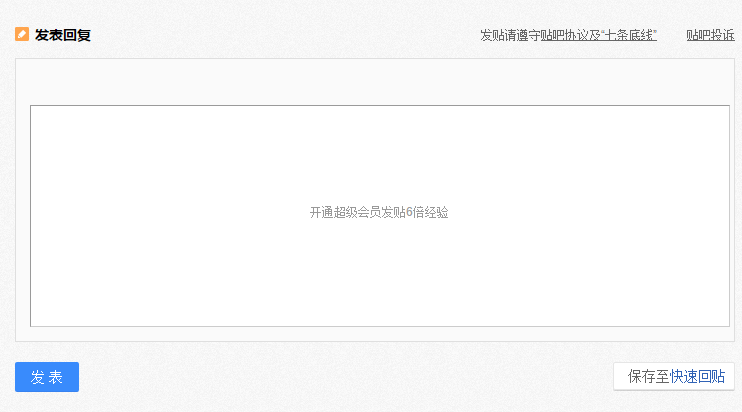 发表回复
发贴请遵守贴吧协议及“七条底线” 贴吧投诉
开通超级会员发贴6倍经验
发表
保存至快速回贴